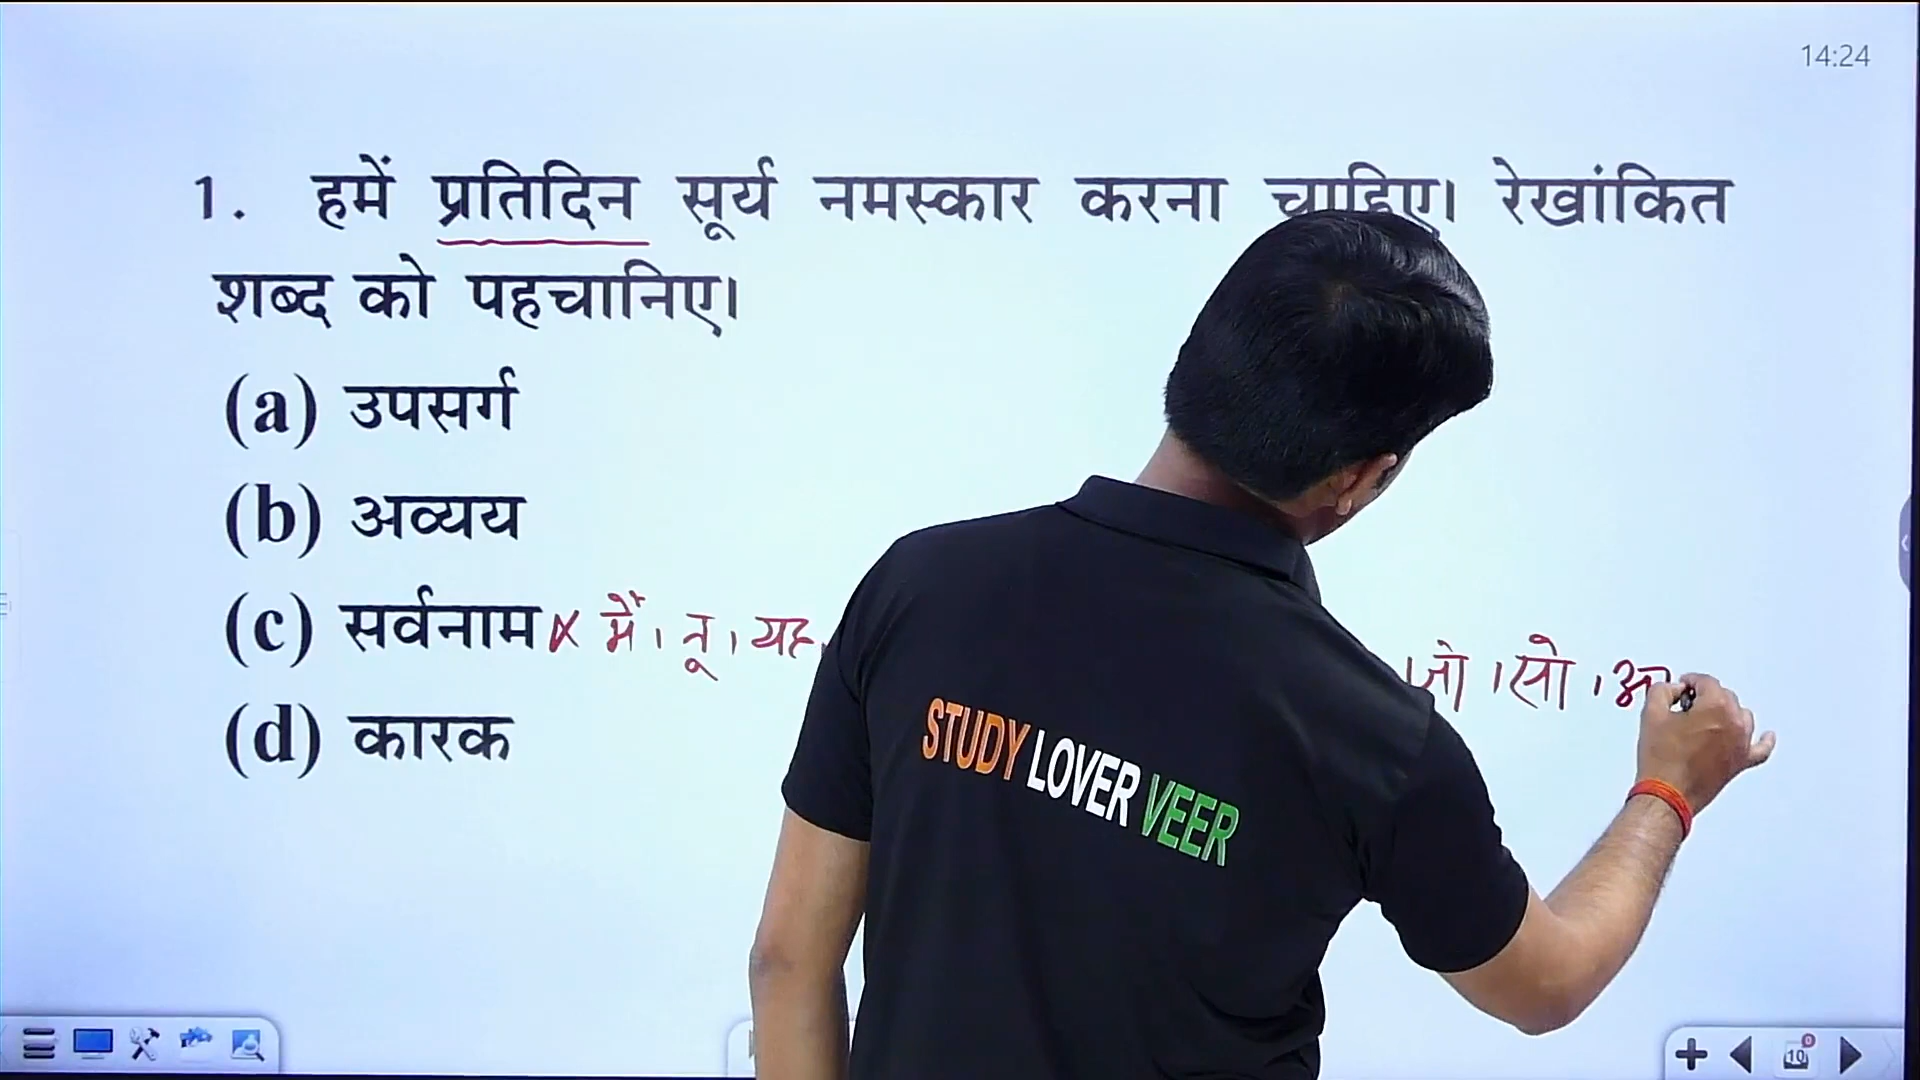 14:24
1. हमें प्रतिदिन सूर्य नमस्कार करना चाहिए। रेखांकित
शब्द को पहचानिए।
(a) उपसर्ग
(b) अव्यय
(c) सर्वनाम x मैं । तू । यह । जो । सो ।
(d) कारक
STUDY LOVER VEER
10